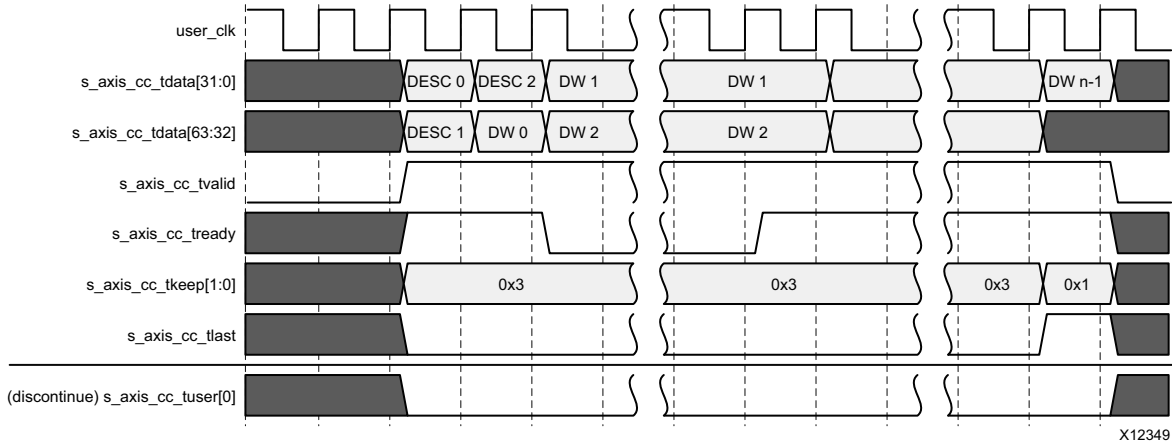 user_clk
s_axis_cc_tdata[31:0] DESC 0 DESC 2 DW 1 DW 1 DW n-1
s_axis_cc_tdata[63:32] DESC 1 DW 0 DW 2 DW 2
s_axis_cc_tvalid
s_axis_cc_tready
s_axis_cc_tkeep[1:0] 0x3 0x3 0x3 0x1
s_axis_cc_tlast
(discontinue) s_axis_cc_tuser[0]
X12349